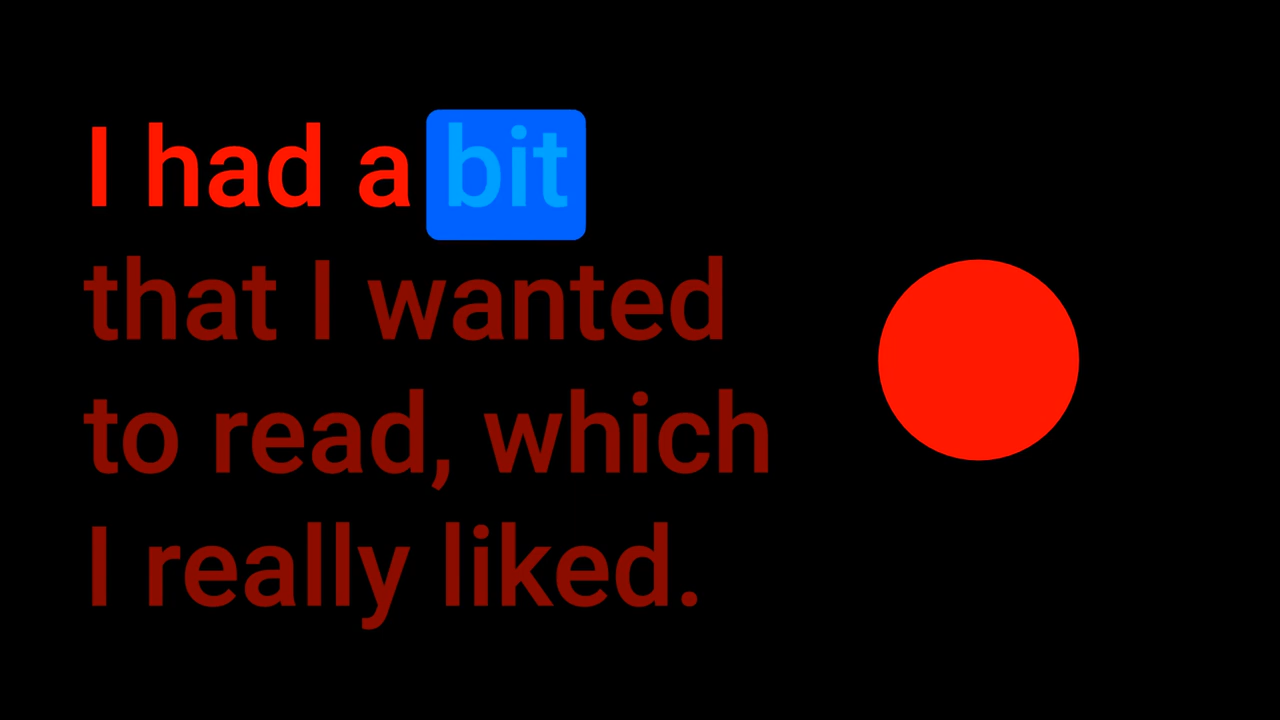 I had a bit
that I wanted
to read, which
I really liked.